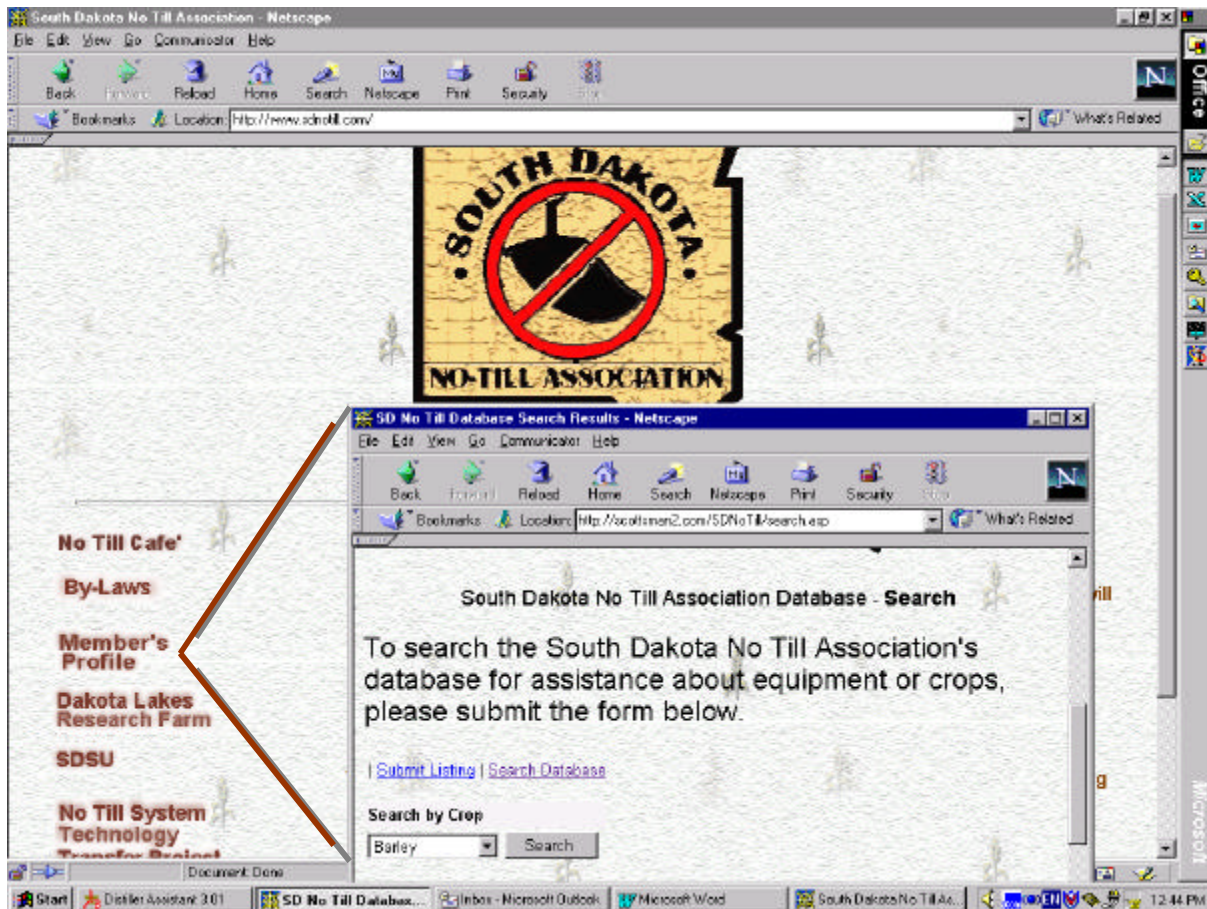 South Dakota No Till Association - Netscape
File Edit View Go Communicator Help
Back Forward Reload Home Search Netscape Print Security Stop
N
Bookmarks Location: http://www.sdnotill.com/ What's Related
Office
• SOUTH DAKOTA •
NO-TILL ASSOCIATION
No Till Cafe'
By-Laws
Member's
Profile
Dakota Lakes
Research Farm
SDSU
No Till System
Technology
Transfer Project
will
g
Microsoft
SD No Till Database Search Results - Netscape
File Edit View Go Communicator Help
Back Forward Reload Home Search Netscape Print Security Stop
N
Bookmarks Location: http://scottsman2.com/SDNoTill/search.asp What's Related
South Dakota No Till Association Database - Search
To search the South Dakota No Till Association's
database for assistance about equipment or crops,
please submit the form below.
| Submit Listing | Search Database
Search by Crop
Barley Search
Document: Done
Start Distiller Assistant 3.01 SD No Till Databas... Inbox - Microsoft Outlook Microsoft Word South Dakota No Till As... EN 12:44 PM